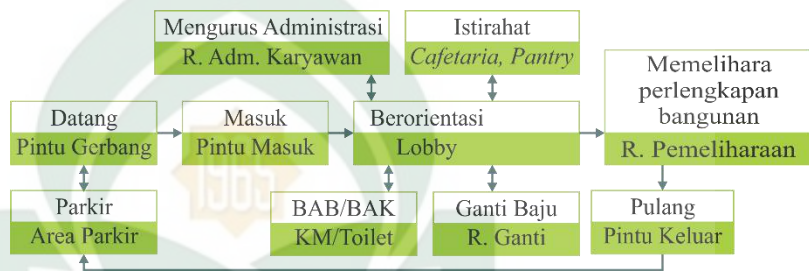 Mengurus Administrasi
R. Adm. Karyawan
Istirahat
Cafetaria, Pantry
Memelihara
perlengkapan
bangunan
R. Pemeliharaan
Datang
Pintu Gerbang
Masuk
Pintu Masuk
Berorientasi
Lobby
Parkir
Area Parkir
BAB/BAK
KM/Toilet
Ganti Baju
R. Ganti
Pulang
Pintu Keluar
1965